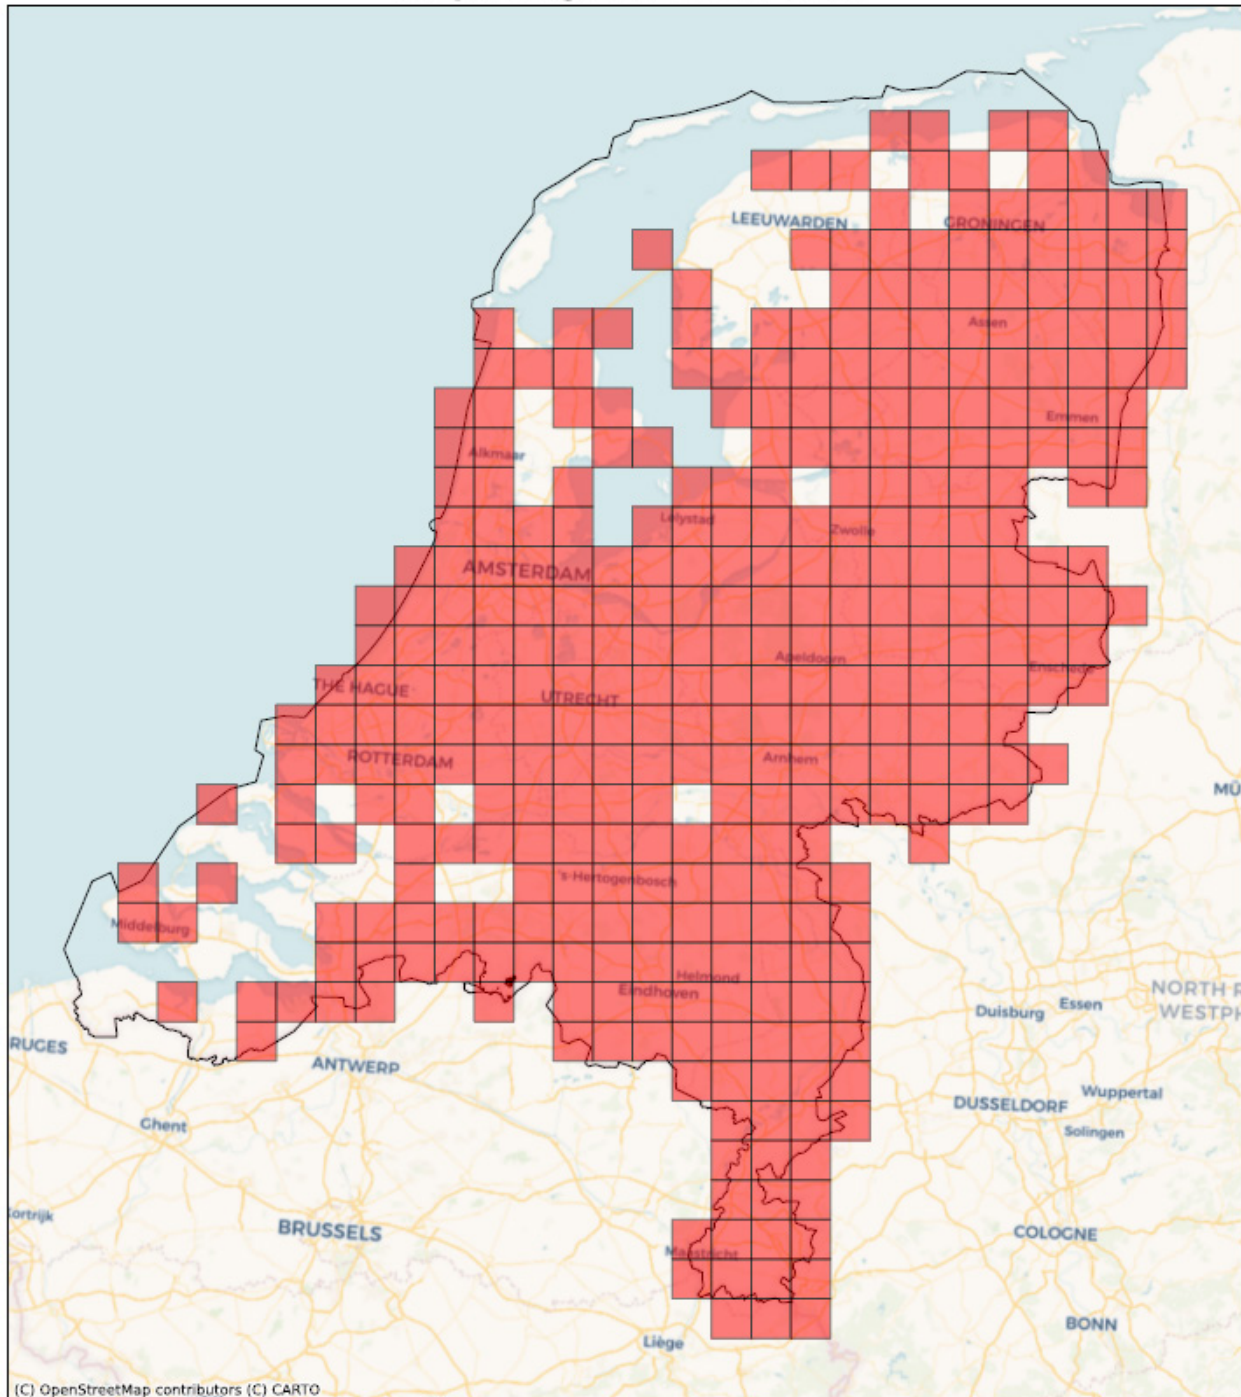 LEEUWARDEN
GRONINGEN
Assen
Emmen
Alkmaar
Lelystad
Zwolle
AMSTERDAM
Apeldoorn
Enschede
THE HAGUE
UTRECHT
ROTTERDAM
Arnhem
MÜ
's-Hertogenbosch
Middelburg
Helmond
Eindhoven
NORTH R
WESTPH
Duisburg
Essen
RUGES
ANTWERP
Wuppertal
DUSSELDORF
Solingen
Ghent
ortrijk
BRUSSELS
COLOGNE
Maastricht
BONN
Liège
(C) OpenStreetMap contributors (C) CARTO